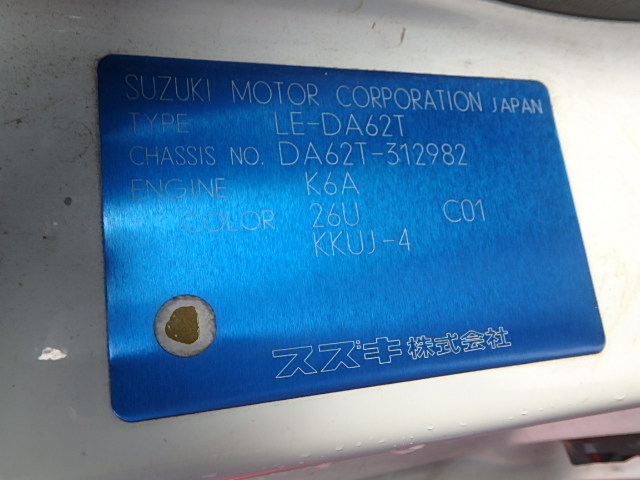 SUZUKI MOTOR CORPORATION JAPAN
TYPE LE-DA62T
CHASSIS NO. DA62T-312982
ENGINE K6A
COLOR 26U C01
KKUJ-4
スズキ株式会社